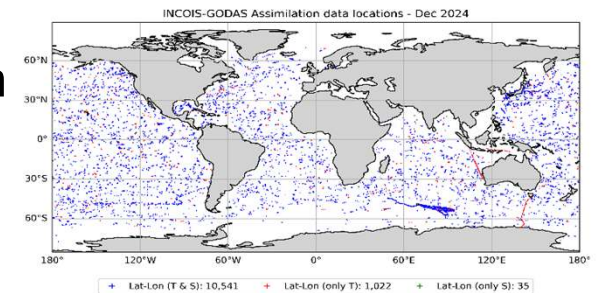 INCOIS-GODAS Assimilation data locations - Dec 2024
60°N
30°N
0°
30°S
60°S
180° 120°W 60°W 0° 60°E 120°E 180°
+ Lat-Lon (T & S): 10,541 + Lat-Lon (only T): 1,022 + Lat-Lon (only S): 35